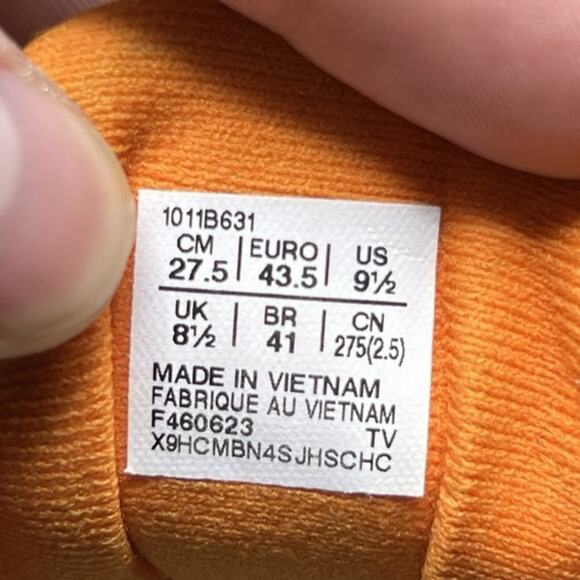 1011B631
CM | EURO | US
27.5 | 43.5 | 9½
UK | BR | CN
8½ | 41 | 275(2.5)
MADE IN VIETNAM
FABRIQUE AU VIETNAM
F460623 TV
X9HCMBN4SJHSCHC